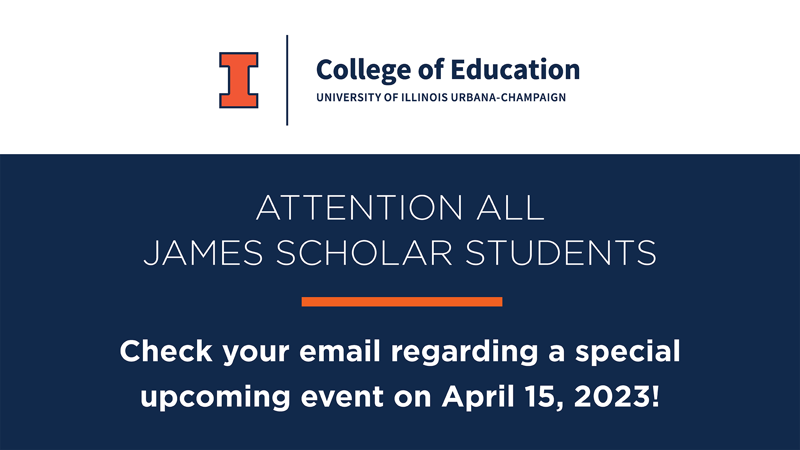 I
College of Education
UNIVERSITY OF ILLINOIS URBANA-CHAMPAIGN
ATTENTION ALL
JAMES SCHOLAR STUDENTS
Check your email regarding a special
upcoming event on April 15, 2023!